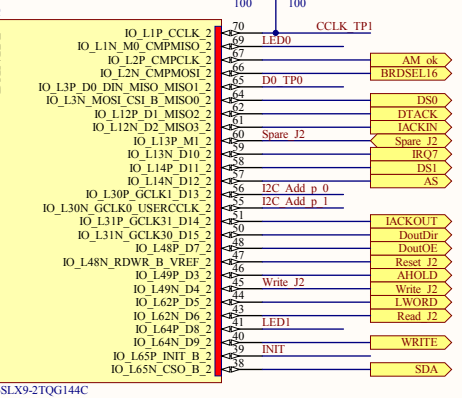 100 100
IO_L1P_CCLK_2 70 CCLK_TP1
IO_L1N_M0_CMPMISO_2 69 LED0
IO_L2P_CMPCLK_2 67 AM_ok
IO_L2N_CMPMOSI_2 66 BRDSEL16
IO_L3P_D0_DIN_MISO_MISO1_2 65 D0_TP0
IO_L3N_MOSI_CSI_B_MISO0_2 64 DS0
IO_L12P_D1_MISO2_2 62 DTACK
IO_L12N_D2_MISO3_2 61 IACKIN
IO_L13P_M1_2 60 Spare_J2 Spare_J2
IO_L13N_D10_2 59 IRQ7
IO_L14P_D11_2 58 DS1
IO_L14N_D12_2 57 AS
IO_L30P_GCLK1_D13_2 56 I2C_Add_p_0
IO_L30N_GCLK0_USERCCLK_2 55 I2C_Add_p_1
IO_L31P_GCLK31_D14_2 51 IACKOUT
IO_L31N_GCLK30_D15_2 50 DoutDir
IO_L48P_D7_2 48 DoutOE
IO_L48N_RDWR_B_VREF_2 47 Reset_J2
IO_L49P_D3_2 46 AHOLD
IO_L49N_D4_2 45 Write_J2 Write_J2
IO_L62P_D5_2 44 LWORD
IO_L62N_D6_2 43 Read_J2
IO_L64P_D8_2 41 LED1
IO_L64N_D9_2 40 WRITE
IO_L65P_INIT_B_2 39 INIT
IO_L65N_CSO_B_2 38 SDA
-SLX9-2TQG144C